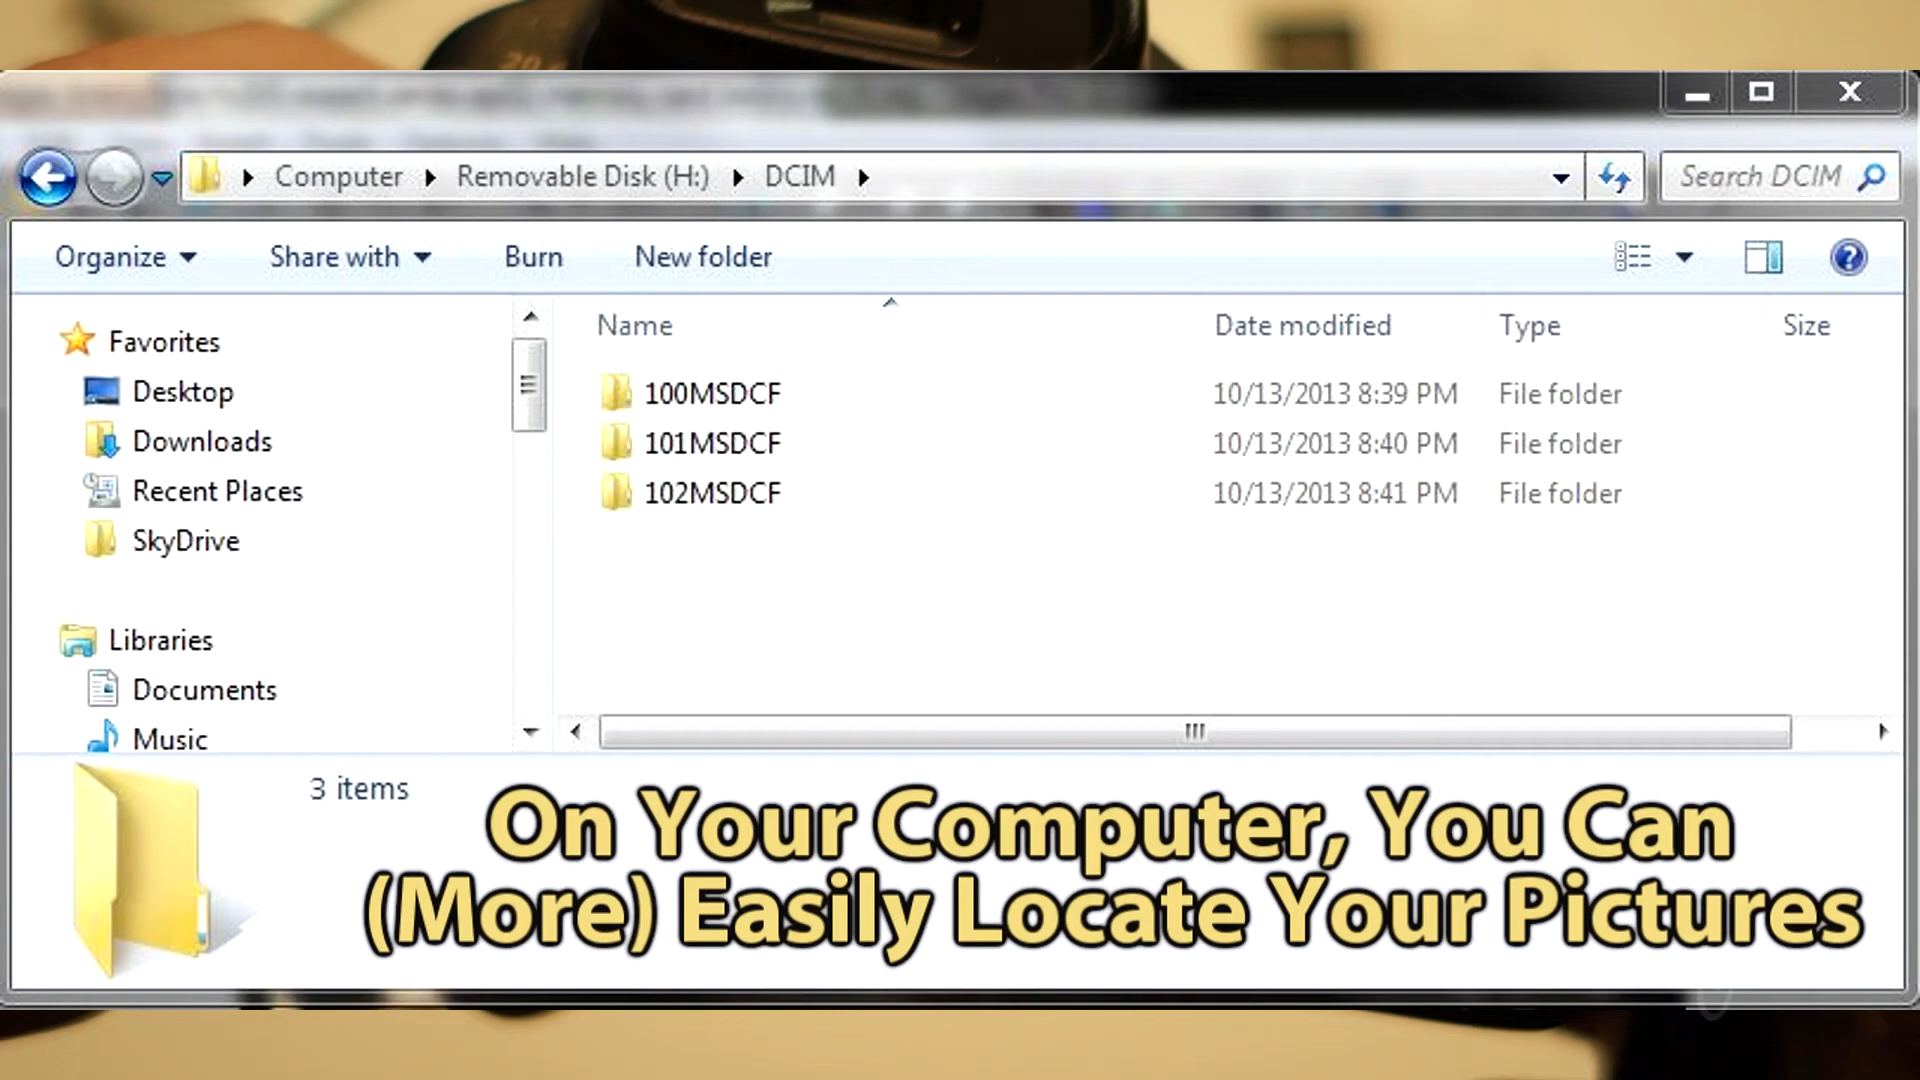 Computer Removable Disk (H:) DCIM
Search DCIM
Organize Share with Burn New folder
Name Date modified Type Size
Favorites
Desktop
Downloads
Recent Places
SkyDrive
Libraries
Documents
Music
100MSDCF 10/13/2013 8:39 PM File folder
101MSDCF 10/13/2013 8:40 PM File folder
102MSDCF 10/13/2013 8:41 PM File folder
3 items
On Your Computer, You Can
(More) Easily Locate Your Pictures